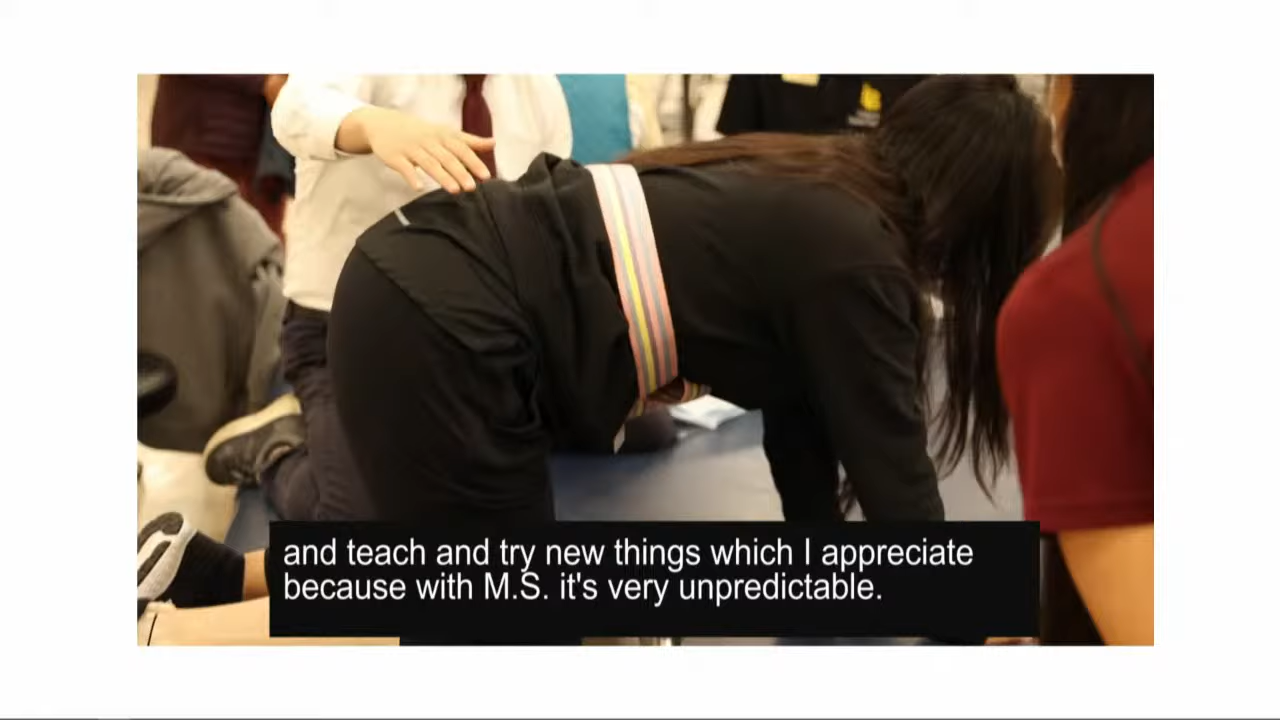 and teach and try new things which I appreciate
because with M.S. it's very unpredictable.